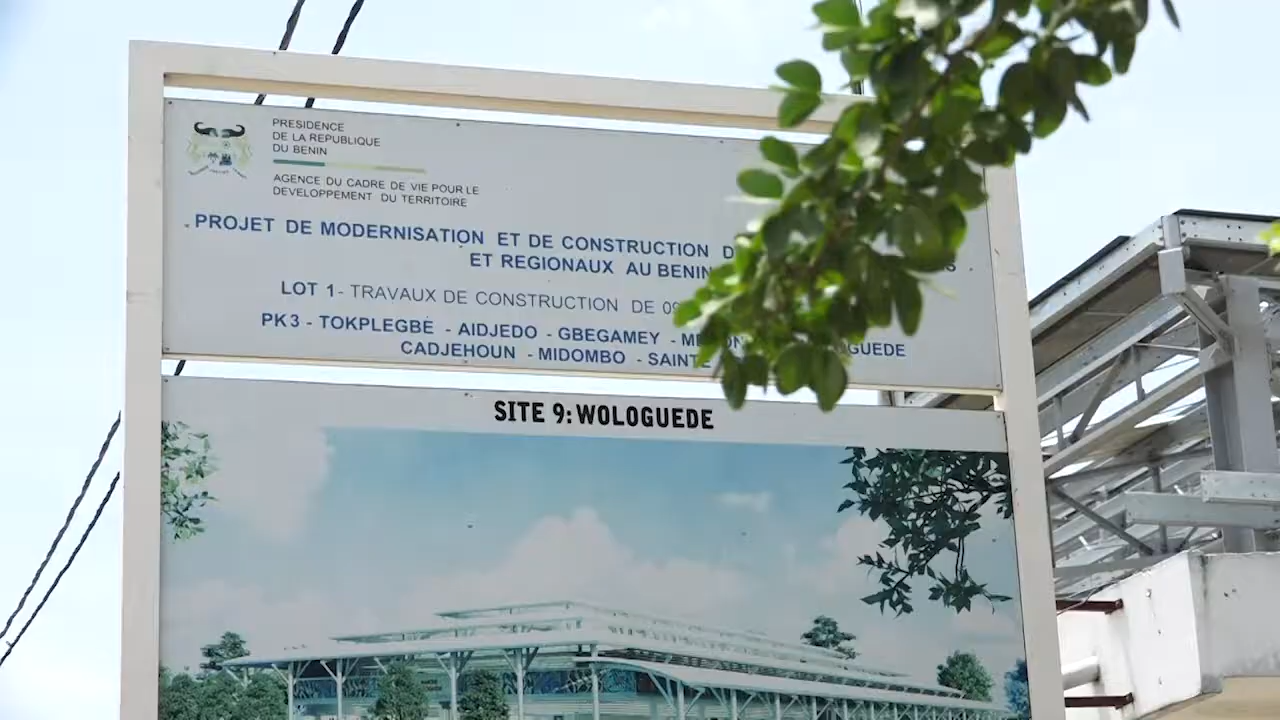 PRESIDENCE
DE LA REPUBLIQUE
DU BENIN
AGENCE DU CADRE DE VIE POUR LE
DEVELOPPEMENT DU TERRITOIRE
PROJET DE MODERNISATION ET DE CONSTRUCTION
ET REGIONAUX AU BENIN
LOT 1- TRAVAUX DE CONSTRUCTION DE
PK3 - TOKPLEGBE - AIDJEDO - GBEGAMEY -
CADJEHOUN - MIDOMBO - SAINTE
SITE 9: WOLOGUEDE